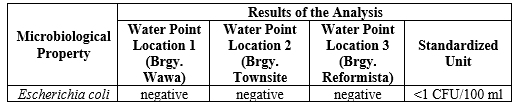 Microbiological Property
Results of the Analysis
Water Point Location 1 (Brgy. Wawa)
Water Point Location 2 (Brgy. Townsite
Water Point Location 3 (Brgy. Reformista)
Standardized Unit
Escherichia coli
negative
negative
negative
<1 CFU/100 ml